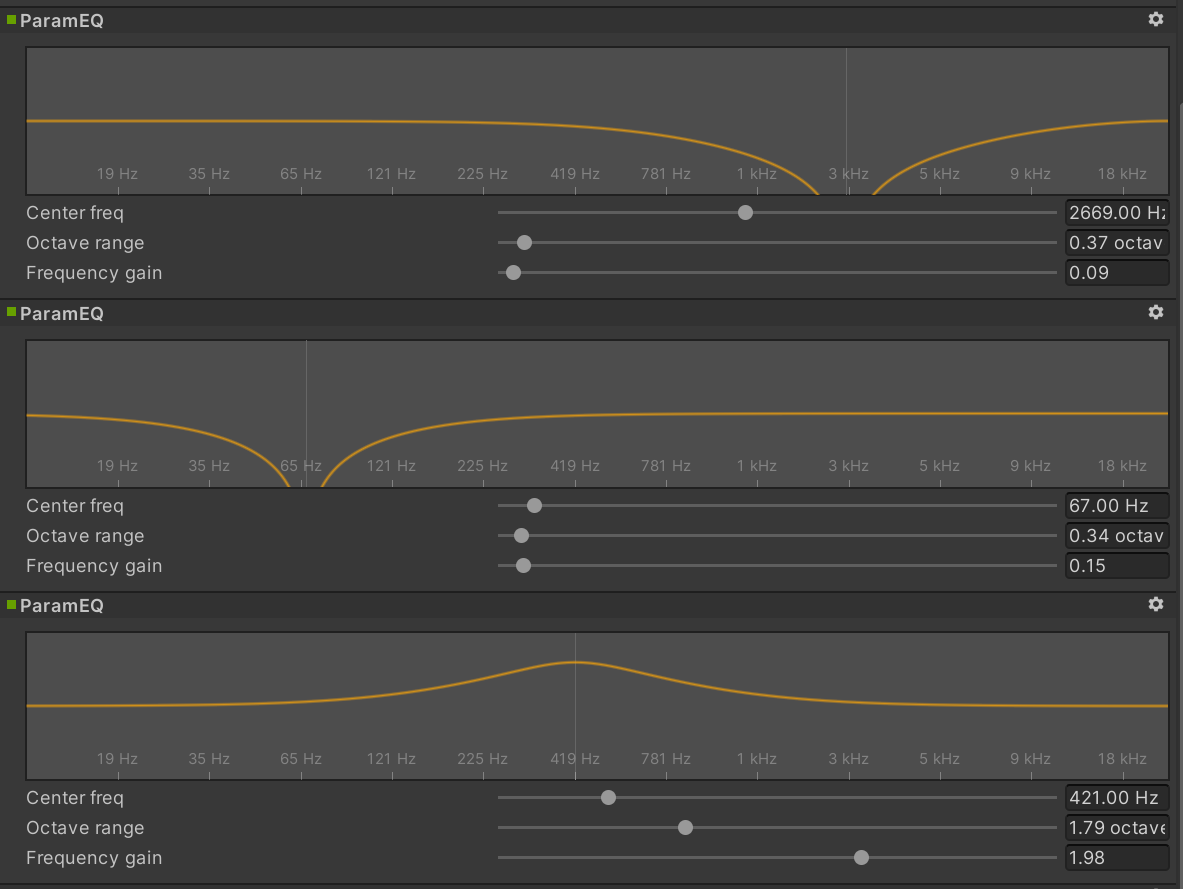 ParamEQ
19 Hz 35 Hz 65 Hz 121 Hz 225 Hz 419 Hz 781 Hz 1 kHz 3 kHz 5 kHz 9 kHz 18 kHz
Center freq 2669.00 Hz
Octave range 0.37 octav
Frequency gain 0.09
ParamEQ
19 Hz 35 Hz 65 Hz 121 Hz 225 Hz 419 Hz 781 Hz 1 kHz 3 kHz 5 kHz 9 kHz 18 kHz
Center freq 67.00 Hz
Octave range 0.34 octav
Frequency gain 0.15
ParamEQ
19 Hz 35 Hz 65 Hz 121 Hz 225 Hz 419 Hz 781 Hz 1 kHz 3 kHz 5 kHz 9 kHz 18 kHz
Center freq 421.00 Hz
Octave range 1.79 octave
Frequency gain 1.98